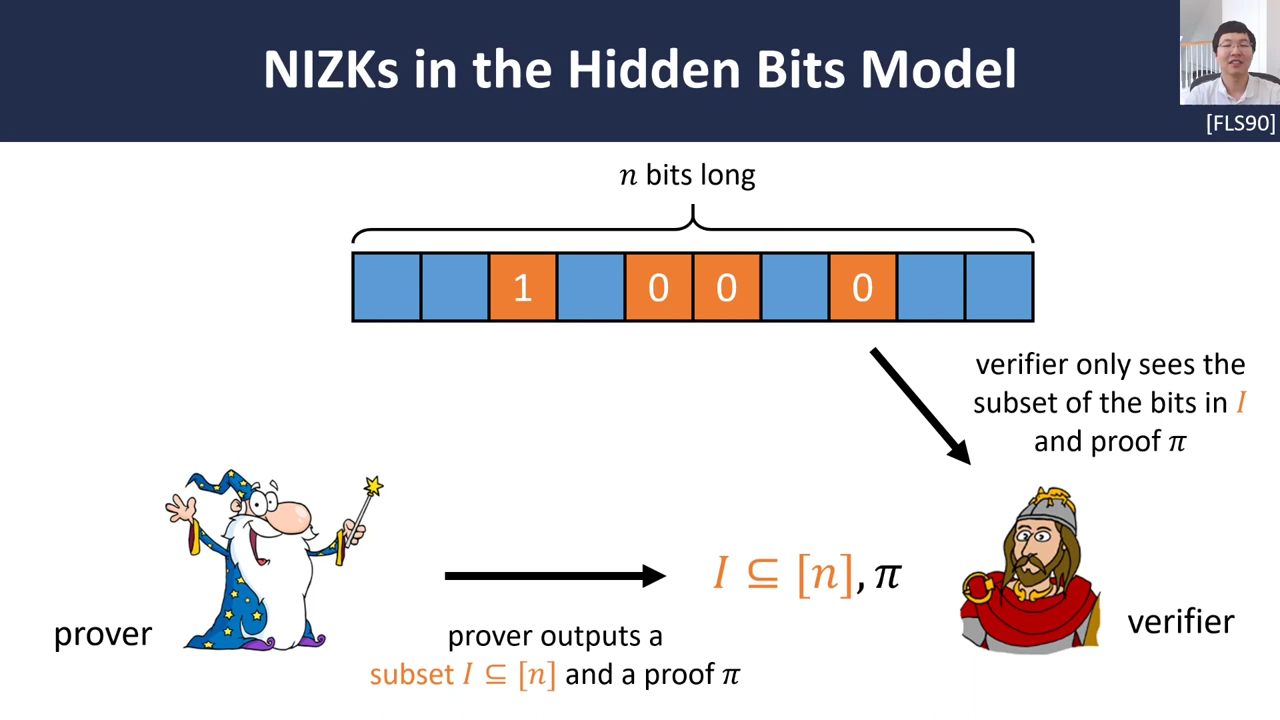 NIZKs in the Hidden Bits Model
[FLS90]
n bits long
1 0 0 0
verifier only sees the
subset of the bits in I
and proof π
I ⊆ [n], π
prover
verifier
prover outputs a
subset I ⊆ [n] and a proof π